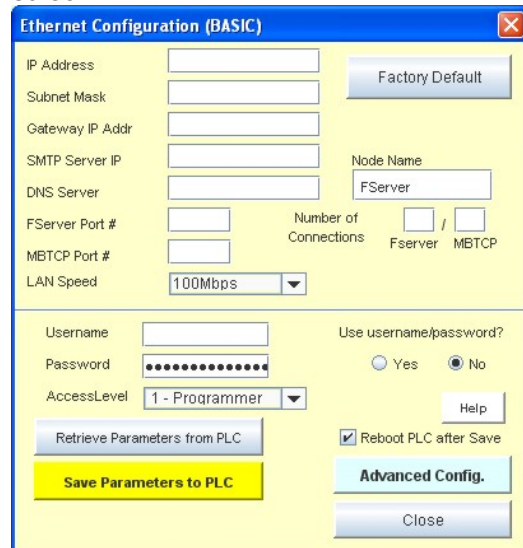 Ethernet Configuration (BASIC)
IP Address
Factory Default
Subnet Mask
Gateway IP Addr
SMTP Server IP
Node Name
DNS Server
FServer
FServer Port #
Number of
Connections
/
Fserver MBTCP
MBTCP Port #
LAN Speed
100Mbps
Username
Use username/password?
Password
●●●●●●●●●●●●●●
Yes
No
AccessLevel
1 - Programmer
Help
Retrieve Parameters from PLC
Reboot PLC after Save
Save Parameters to PLC
Advanced Config.
Close